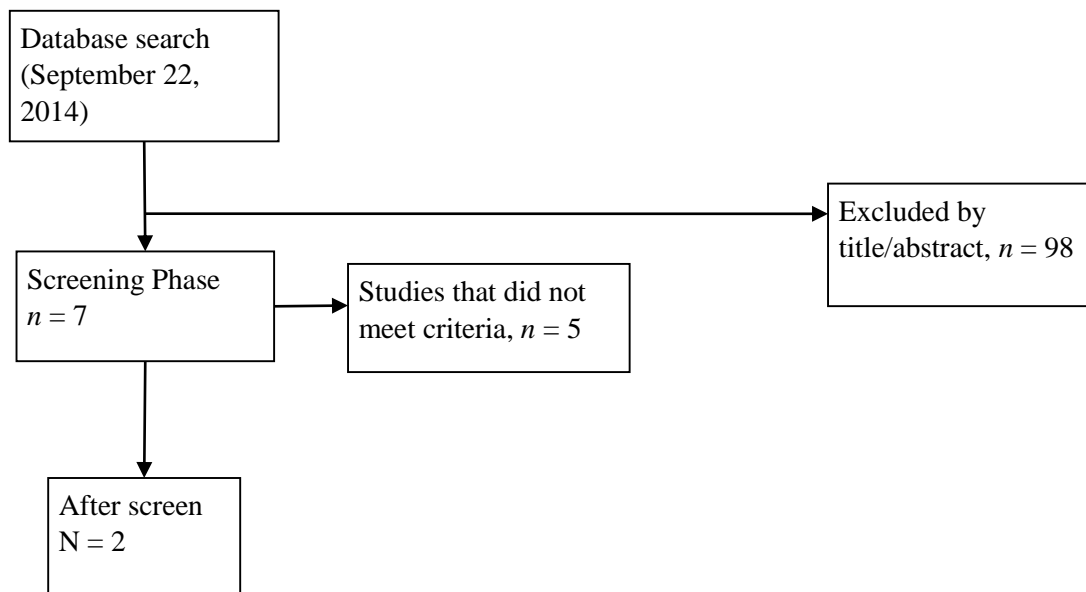 Database search
(September 22,
2014)
Excluded by
title/abstract, n = 98
Screening Phase
n = 7
Studies that did not
meet criteria, n = 5
After screen
N = 2